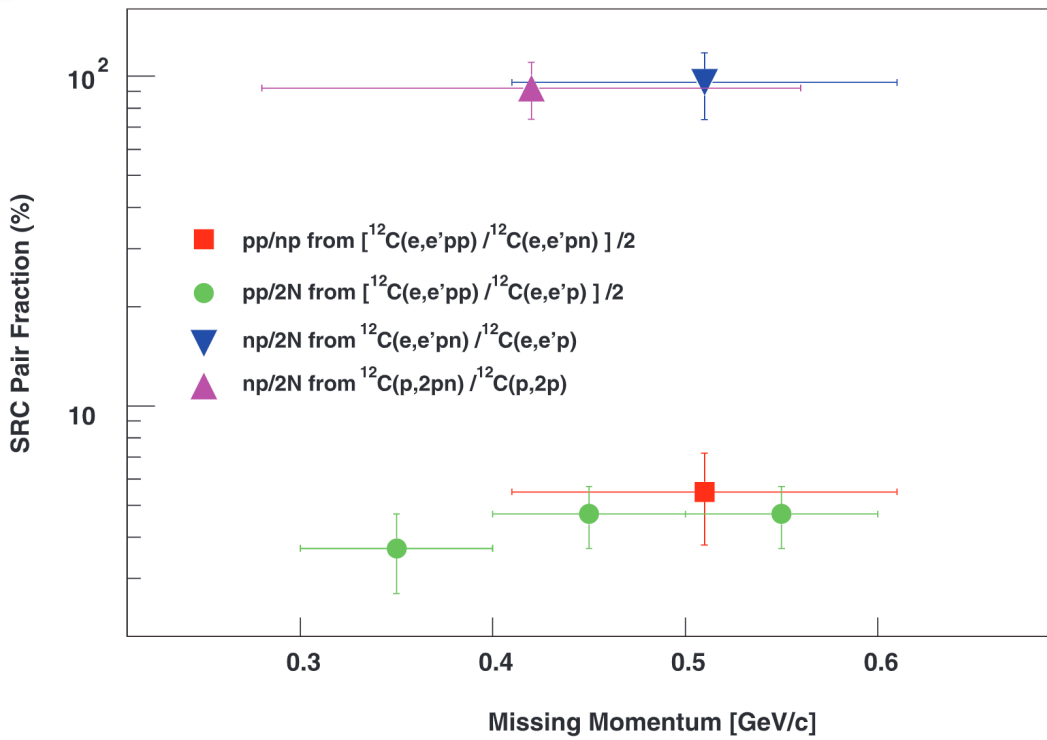 10²
10
SRC Pair Fraction (%)
pp/np from [ ¹²C(e,e’pp) / ¹²C(e,e’pn) ] /2
pp/2N from [ ¹²C(e,e’pp) / ¹²C(e,e’p) ] /2
np/2N from ¹²C(e,e’pn) / ¹²C(e,e’p)
np/2N from ¹²C(p,2pn) / ¹²C(p,2p)
0.3 0.4 0.5 0.6
Missing Momentum [GeV/c]